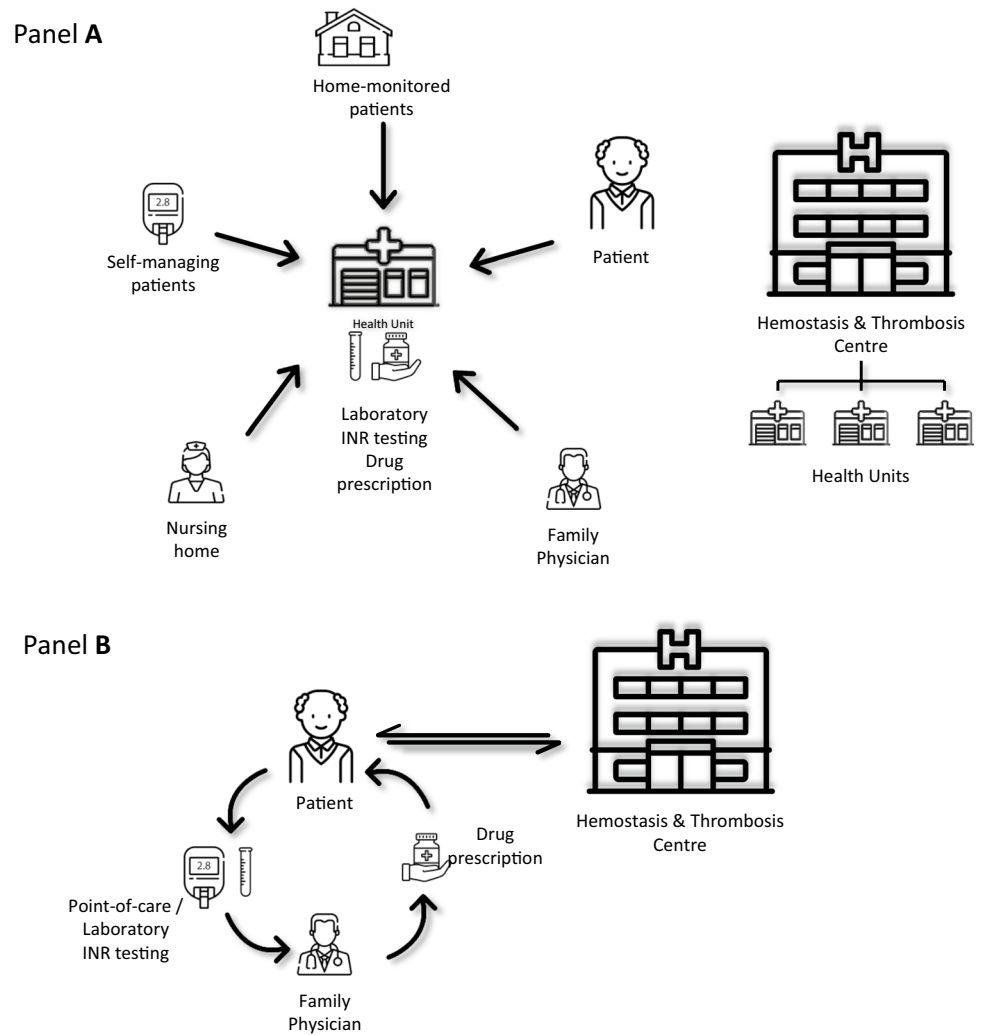 Panel A
Home-monitored
patients
2.8
Self-managing
patients
Patient
Health Unit
Laboratory
INR testing
Drug
prescription
Nursing
home
Family
Physician
H
Hemostasis & Thrombosis
Centre
Health Units
Panel B
Patient
H
Hemostasis & Thrombosis
Centre
Drug
prescription
2.8
Point-of-care /
Laboratory
INR testing
Family
Physician